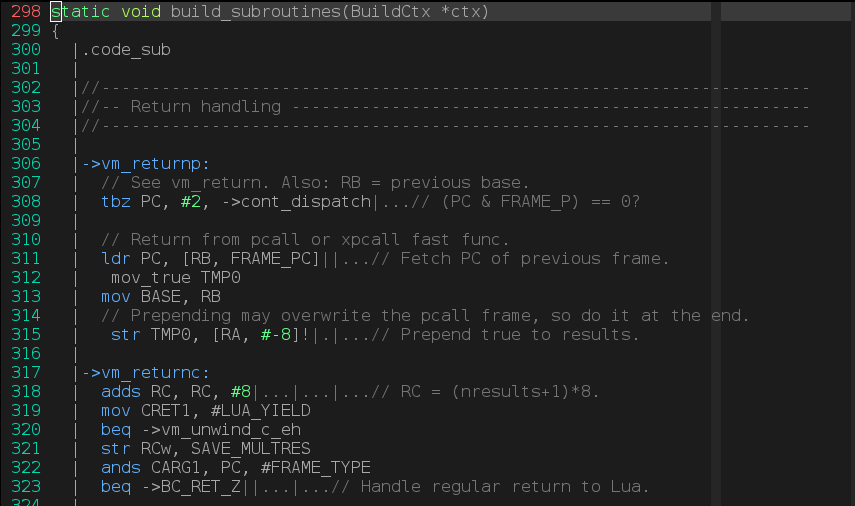 298 static void build_subroutines(BuildCtx *ctx)
299 {
300   |.code_sub
301   |
302   |//-----------------------------------------------------------------------
303   |//-- Return handling ----------------------------------------------------
304   |//-----------------------------------------------------------------------
305   |
306   |->vm_returnp:
307   |  // See vm_return. Also: RB = previous base.
308   |  tbz PC, #2, ->cont_dispatch|...// (PC & FRAME_P) == 0?
309   |
310   |  // Return from pcall or xpcall fast func.
311   |  ldr PC, [RB, FRAME_PC]||...// Fetch PC of previous frame.
312   |   mov_true TMP0
313   |  mov BASE, RB
314   |  // Prepending may overwrite the pcall frame, so do it at the end.
315   |   str TMP0, [RA, #-8]!|.|...// Prepend true to results.
316   |
317   |->vm_returnc:
318   |  adds RC, RC, #8|...|...|...// RC = (nresults+1)*8.
319   |  mov CRET1, #LUA_YIELD
320   |  beq ->vm_unwind_c_eh
321   |  str RCw, SAVE_MULTRES
322   |  ands CARG1, PC, #FRAME_TYPE
323   |  beq ->BC_RET_Z||...|...// Handle regular return to Lua.
324   |